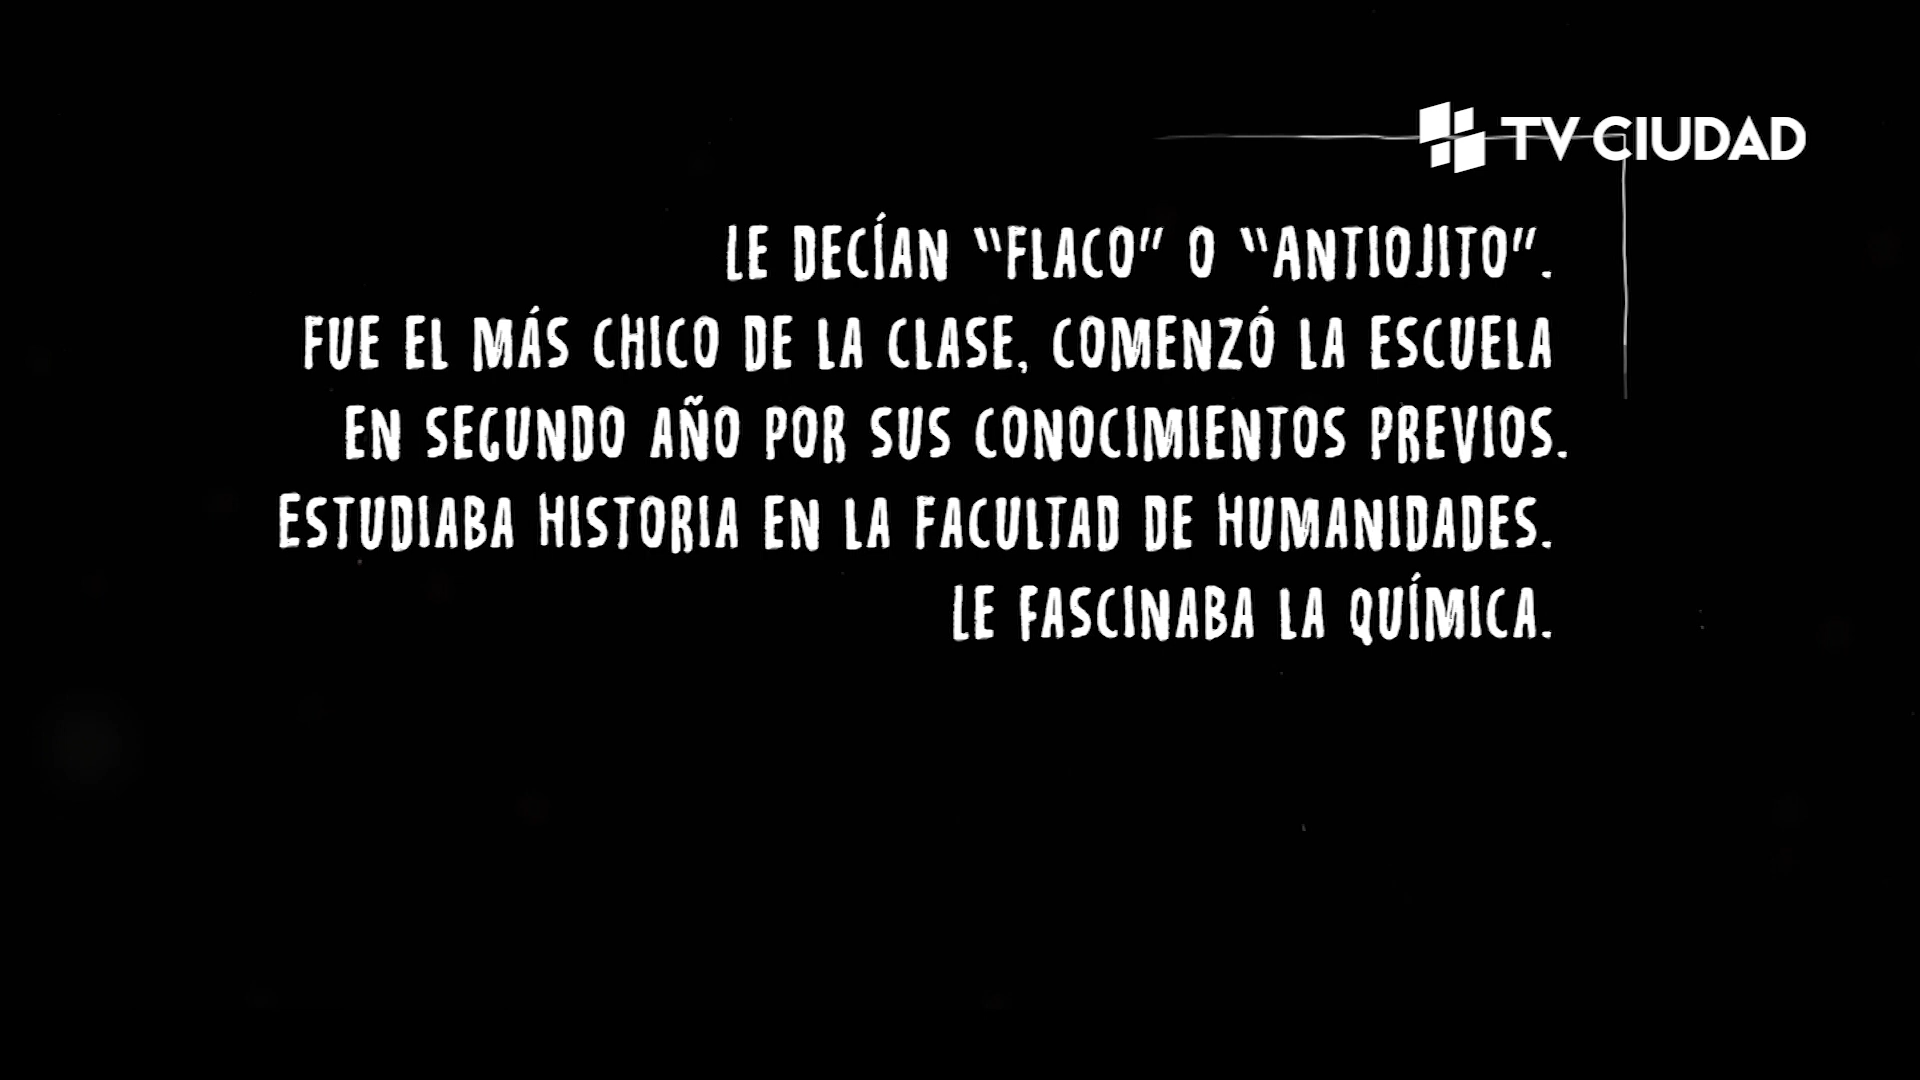 TV CIUDAD
LE DECÍAN “FLACO” O “ANTIOJITO”.
FUE EL MÁS CHICO DE LA CLASE, COMENZÓ LA ESCUELA
EN SEGUNDO AÑO POR SUS CONOCIMIENTOS PREVIOS.
ESTUDIABA HISTORIA EN LA FACULTAD DE HUMANIDADES.
LE FASCINABA LA QUÍMICA.